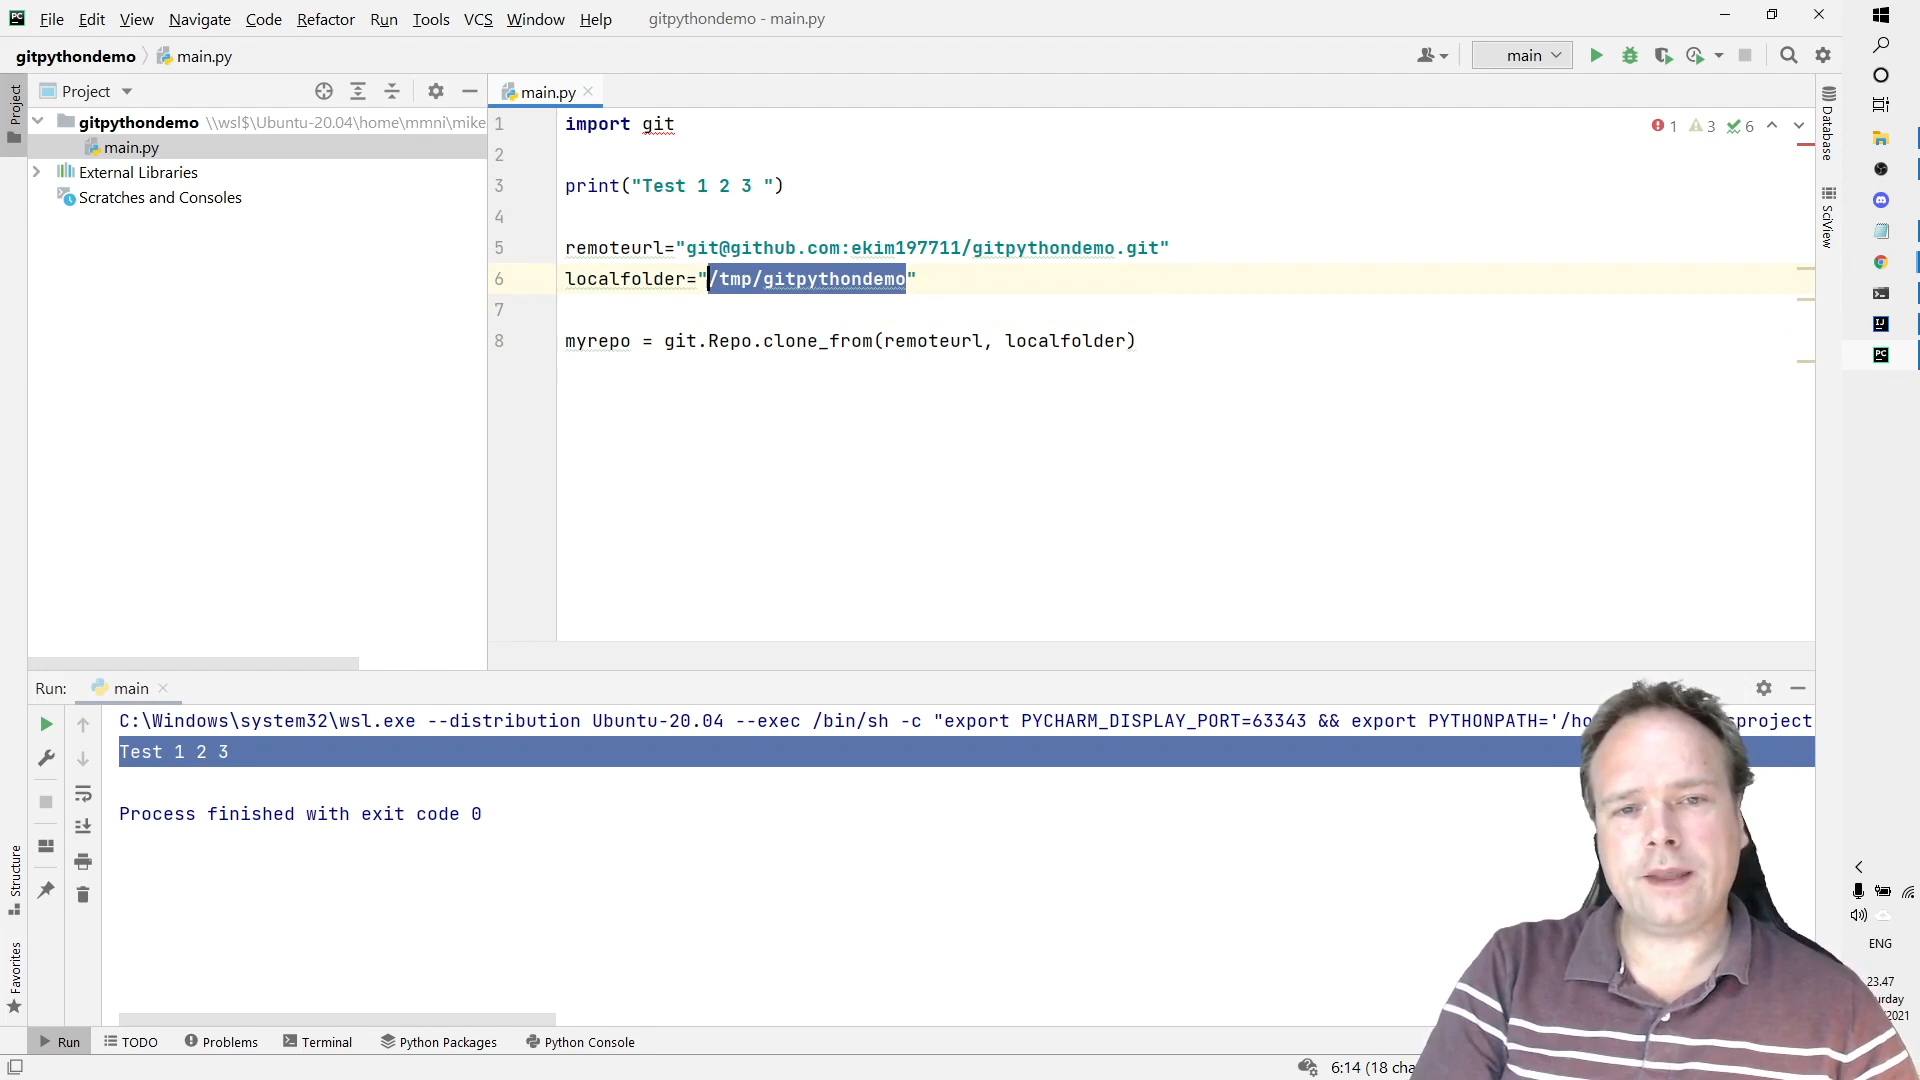 File Edit View Navigate Code Refactor Run Tools VCS Window Help gitpythondemo - main.py
gitpythondemo main.py
main
Project
main.py
gitpythondemo \\wsl$\Ubuntu-20.04\home\mmni\mike
main.py
External Libraries
Scratches and Consoles
Project
Structure
Favorites
1 import git
2
3 print("Test 1 2 3 ")
4
5 remoteurl="git@github.com:ekim197711/gitpythondemo.git"
6 localfolder="/tmp/gitpythondemo"
7
8 myrepo = git.Repo.clone_from(remoteurl, localfolder)
1 3 6
Database
SciView
Run: main
C:\Windows\system32\wsl.exe --distribution Ubuntu-20.04 --exec /bin/sh -c "export PYCHARM_DISPLAY_PORT=63343 && export PYTHONPATH='/ho sproject
Test 1 2 3
Process finished with exit code 0
Run TODO Problems Terminal Python Packages Python Console
6:14 (18 cha
PC
IJ
PC
ENG
23.47
urday
2021